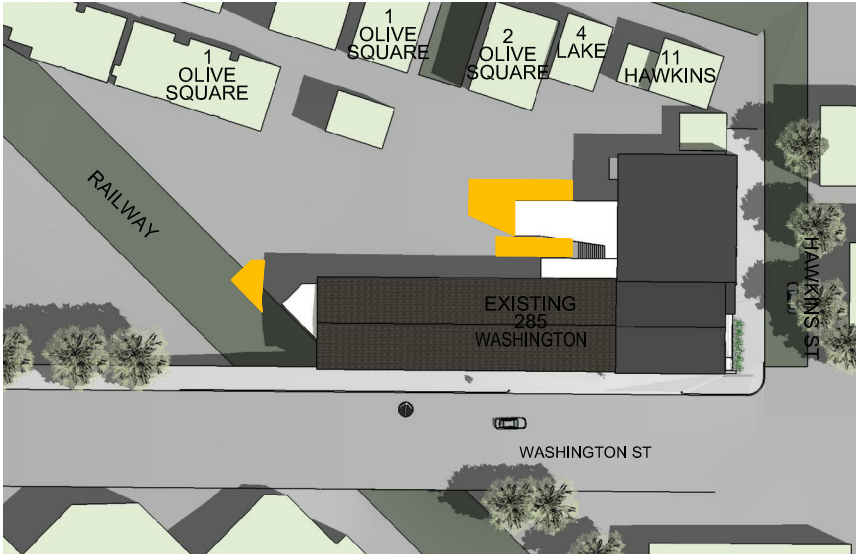 1
OLIVE
SQUARE
2
OLIVE
SQUARE
4
LAKE
11
HAWKINS
1
OLIVE
SQUARE
RAILWAY
HAWKINS ST
EXISTING
285
WASHINGTON
WASHINGTON ST